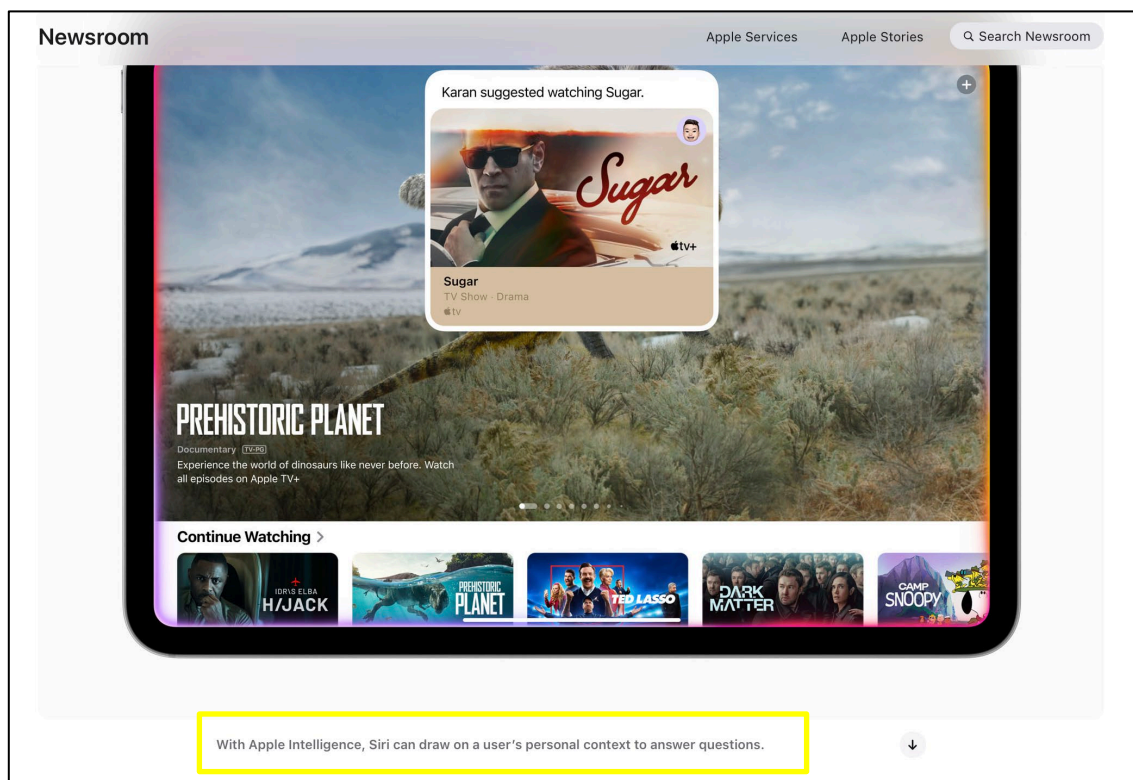 Newsroom
Apple Services
Apple Stories
Search Newsroom
Karan suggested watching Sugar.
Sugar
tv+
Sugar
TV Show · Drama
tv
PREHISTORIC PLANET
Documentary TV-PG
Experience the world of dinosaurs like never before. Watch
all episodes on Apple TV+
Continue Watching >
IDRIS ELBA
H/JACK
PREHISTORIC
PLANET
TED LASSO
DARK
MATTER
CAMP
SNOOPY
With Apple Intelligence, Siri can draw on a user’s personal context to answer questions.